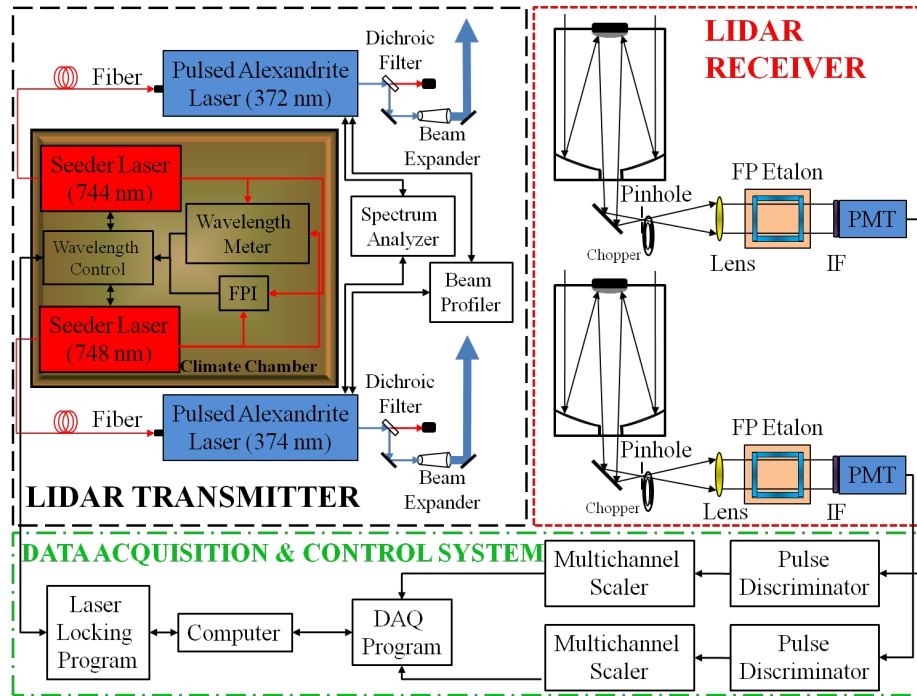 Fiber
Pulsed Alexandrite
Laser (372 nm)
Dichroic
Filter
Beam
Expander
Seeder Laser
(744 nm)
Wavelength
Meter
Wavelength
Control
FPI
Seeder Laser
(748 nm)
Climate Chamber
Spectrum
Analyzer
Beam
Profiler
Fiber
Pulsed Alexandrite
Laser (374 nm)
Dichroic
Filter
Beam
Expander
LIDAR TRANSMITTER
LIDAR
RECEIVER
Pinhole
Chopper
Lens
FP Etalon
IF
PMT
Pinhole
Chopper
Lens
FP Etalon
IF
PMT
DATA ACQUISITION & CONTROL SYSTEM
Laser
Locking
Program
Computer
DAQ
Program
Multichannel
Scaler
Pulse
Discriminator
Multichannel
Scaler
Pulse
Discriminator